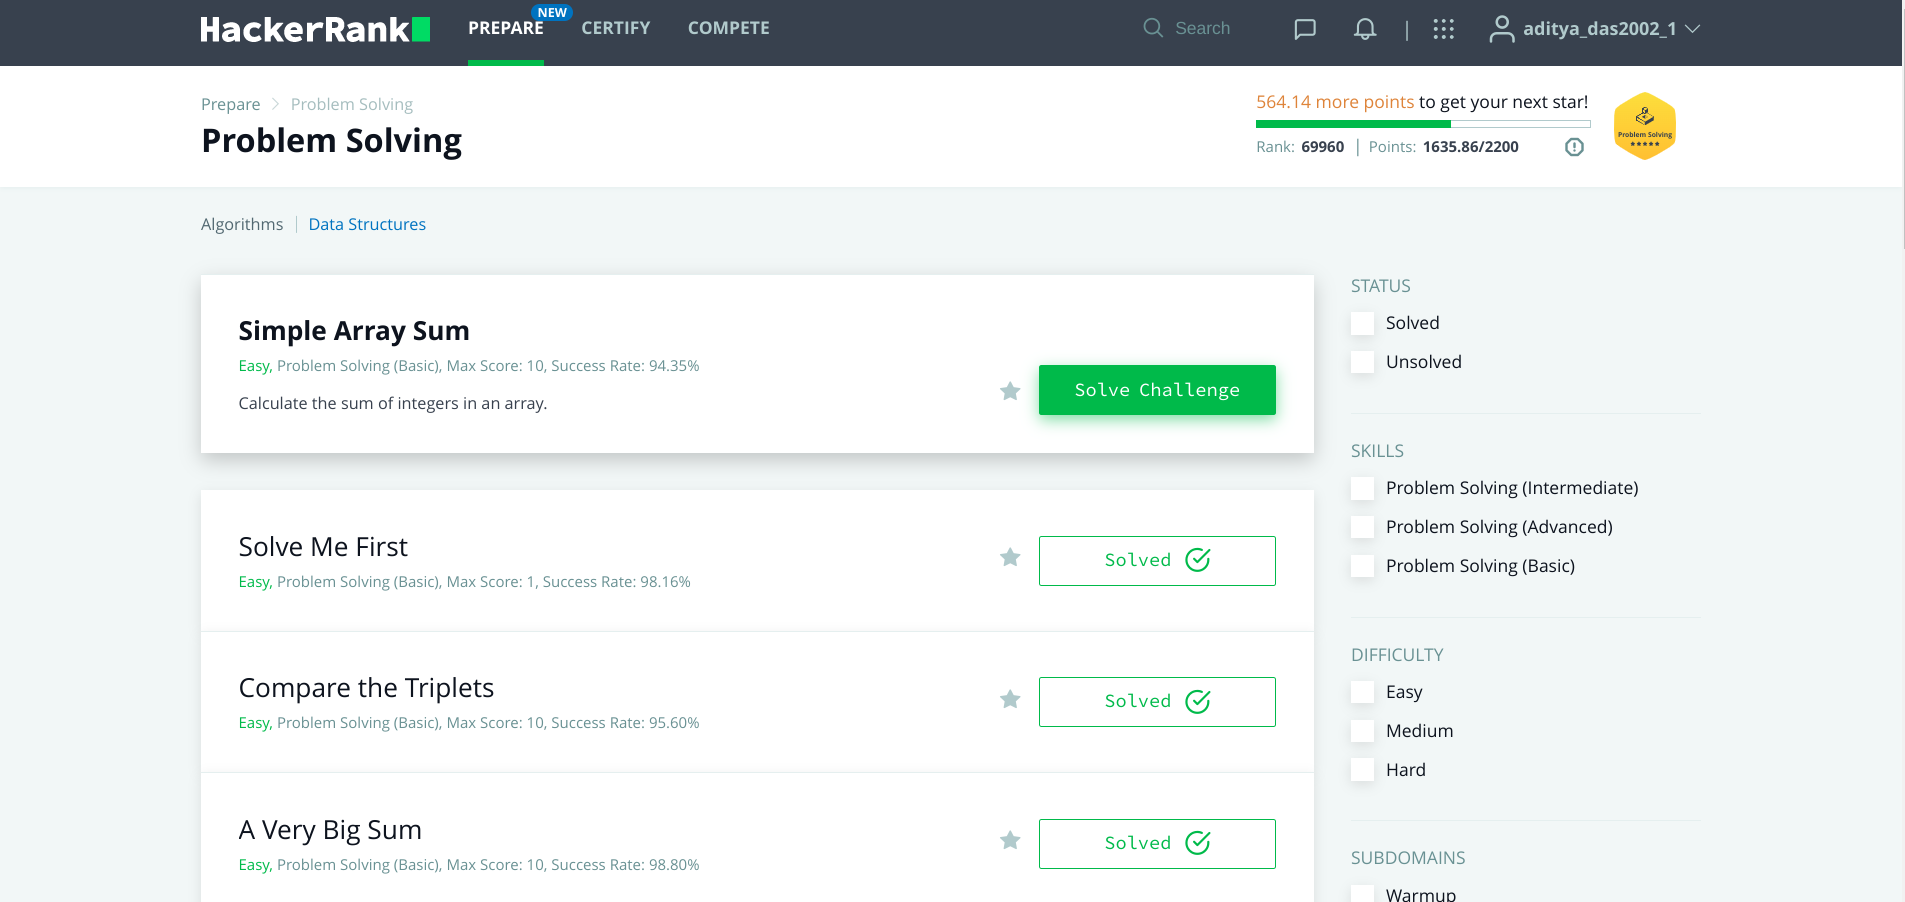 HackerRank PREPARE NEW CERTIFY COMPETE Search | aditya_das2002_1
Prepare Problem Solving
Problem Solving
564.14 more points to get your next star!
Rank: 69960 | Points: 1635.86/2200
Problem Solving
Algorithms | Data Structures
Simple Array Sum
Easy, Problem Solving (Basic), Max Score: 10, Success Rate: 94.35%
Calculate the sum of integers in an array.
Solve Challenge
Solve Me First
Easy, Problem Solving (Basic), Max Score: 1, Success Rate: 98.16%
Solved
Compare the Triplets
Easy, Problem Solving (Basic), Max Score: 10, Success Rate: 95.60%
Solved
A Very Big Sum
Easy, Problem Solving (Basic), Max Score: 10, Success Rate: 98.80%
Solved
STATUS
Solved
Unsolved
SKILLS
Problem Solving (Intermediate)
Problem Solving (Advanced)
Problem Solving (Basic)
DIFFICULTY
Easy
Medium
Hard
SUBDOMAINS
Warmup